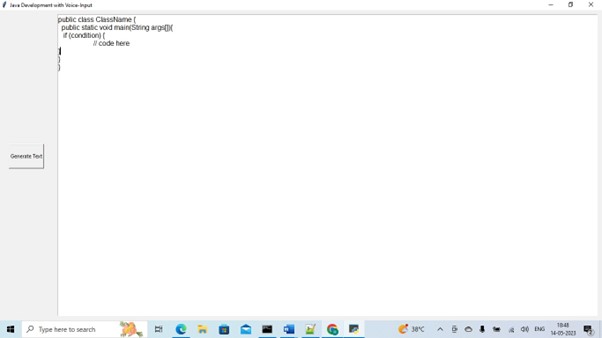 Java Development with Voice-Input
public class ClassName {
public static void main(String args[]){
if (condition) {
// code here
}
}
}
Generate Text
Type here to search
38°C
ENG
18:48
14-05-2023